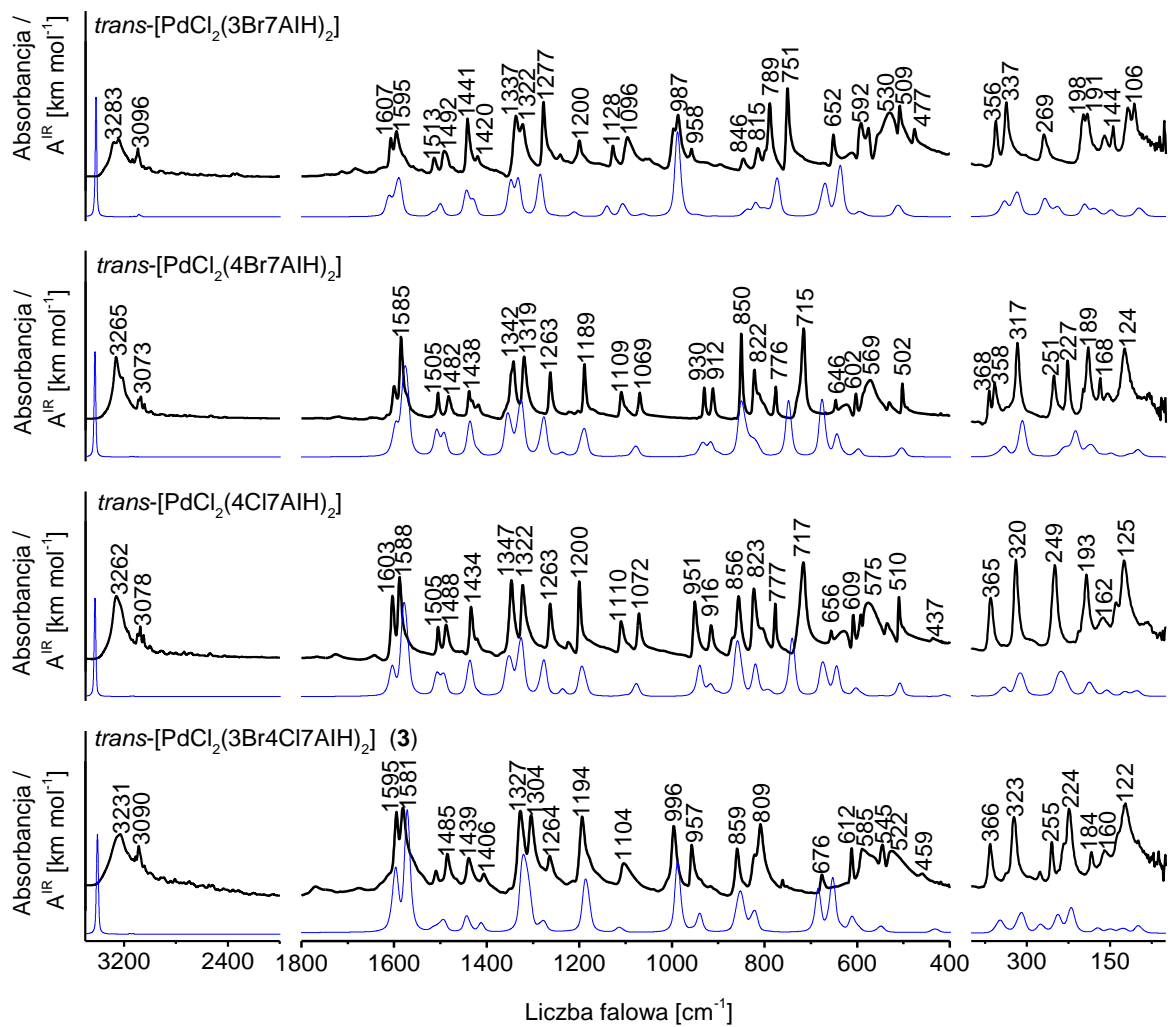 trans-[PdCl2(3Br7AIH)2]
Absorbancja /
A^IR [km mol^-1]
3283 3096 1607 1595 1513 1492 1441 1420 1337 1322 1277 1200 1128 1096 987 958 846 815 789 751 652 592 530 509 477 356 337 269 198 191 144 106
trans-[PdCl2(4Br7AIH)2]
Absorbancja /
A^IR [km mol^-1]
3265 3073 1585 1505 1482 1438 1342 1319 1263 1189 1109 1069 930 912 850 822 776 715 646 602 569 502 368 358 317 251 227 189 168 124
trans-[PdCl2(4Cl7AIH)2]
Absorbancja /
A^IR [km mol^-1]
3262 3078 1603 1588 1505 1488 1434 1347 1322 1263 1200 1110 1072 951 916 856 823 777 717 656 609 575 510 437 365 320 249 193 162 125
trans-[PdCl2(3Br4Cl7AIH)2] (3)
Absorbancja /
A^IR [km mol^-1]
3231 3090 1595 1581 1485 1439 1406 1327 1304 1264 1194 1104 996 957 859 809 676 612 585 545 522 459 366 323 255 224 184 160 122
3200 2400 1800 1600 1400 1200 1000 800 600 400 300 150
Liczba falowa [cm^-1]